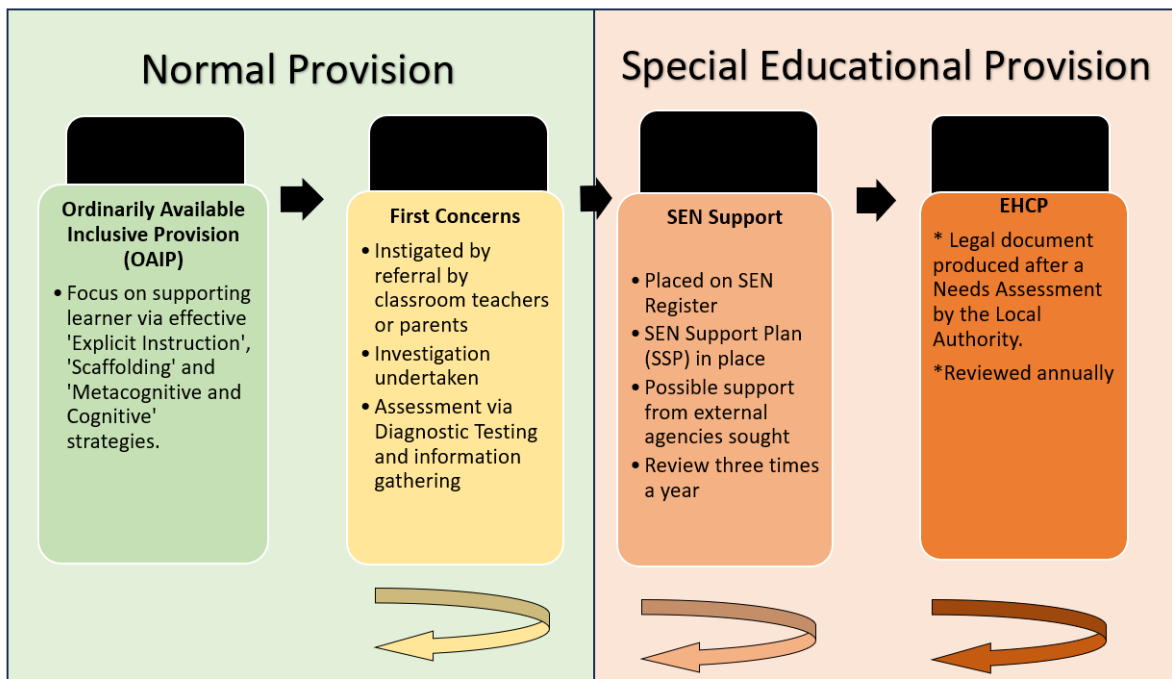 Normal Provision
Special Educational Provision
Ordinarily Available
Inclusive Provision
(OAIP)
• Focus on supporting
learner via effective
'Explicit Instruction',
'Scaffolding' and
'Metacognitive and
Cognitive'
strategies.
First Concerns
• Instigated by
referral by
classroom teachers
or parents
• Investigation
undertaken
• Assessment via
Diagnostic Testing
and information
gathering
SEN Support
• Placed on SEN
Register
• SEN Support Plan
(SSP) in place
• Possible support
from external
agencies sought
• Review three times
a year
EHCP
* Legal document
produced after a
Needs Assessment
by the Local
Authority.
*Reviewed annually